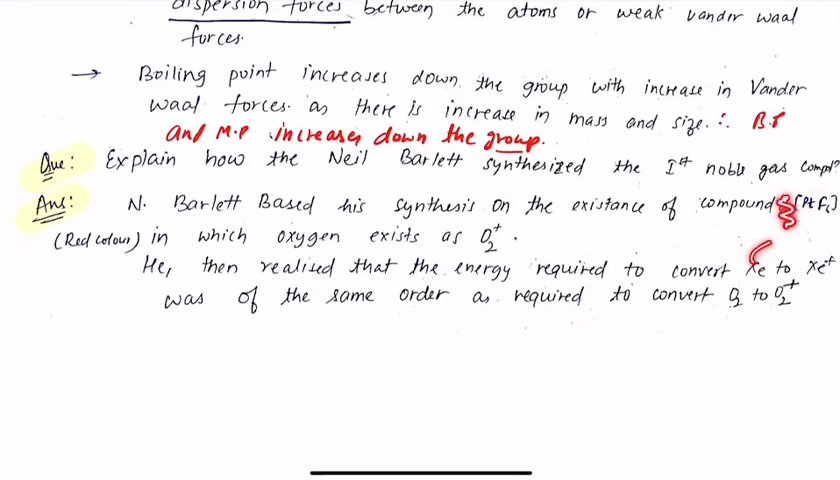 dispersion forces between the atoms or weak vander waal
forces.
→ Boiling point increases down the group with increase in Vander
waal forces. as there is increase in mass and size. ∴ B.P
And M.P increases down the group.
Que: Explain how the Neil Barlett synthesized the Ist noble gas compd?
Ans: N. Barlett Based his synthesis on the existance of compound [PtF6]
(Red colour) in which oxygen exists as O2+.
He, then realised that the energy required to convert Xe to Xe+
was of the same order as required to convert O2 to O2+